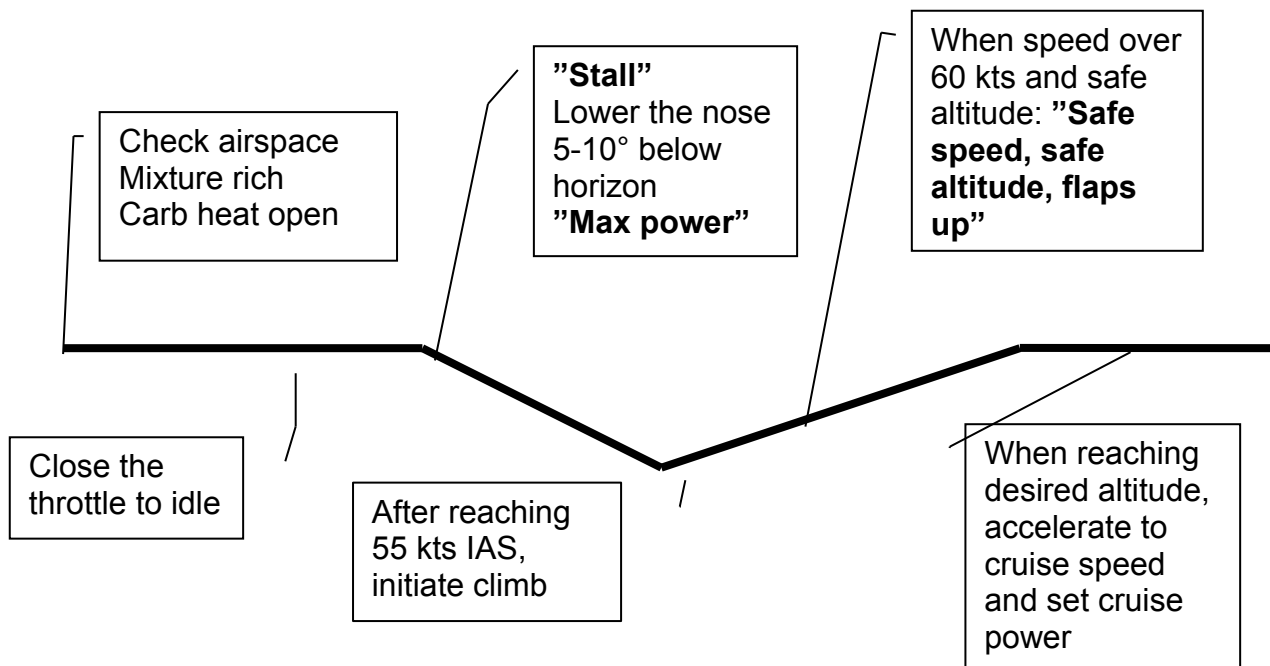 Check airspace
Mixture rich
Carb heat open
Close the
throttle to idle
”Stall”
Lower the nose
5-10° below
horizon
”Max power”
After reaching
55 kts IAS,
initiate climb
When speed over
60 kts and safe
altitude: ”Safe
speed, safe
altitude, flaps
up”
When reaching
desired altitude,
accelerate to
cruise speed
and set cruise
power